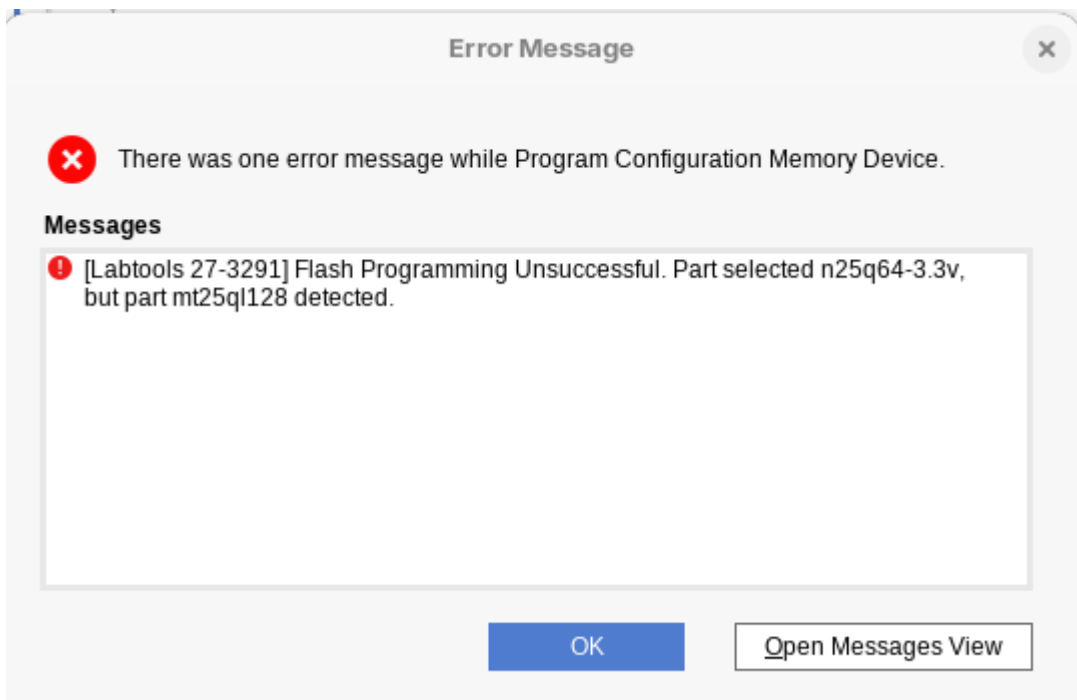 Error Message
There was one error message while Program Configuration Memory Device.
Messages
[Labtools 27-3291] Flash Programming Unsuccessful. Part selected n25q64-3.3v,
but part mt25ql128 detected.
OK
Open Messages View